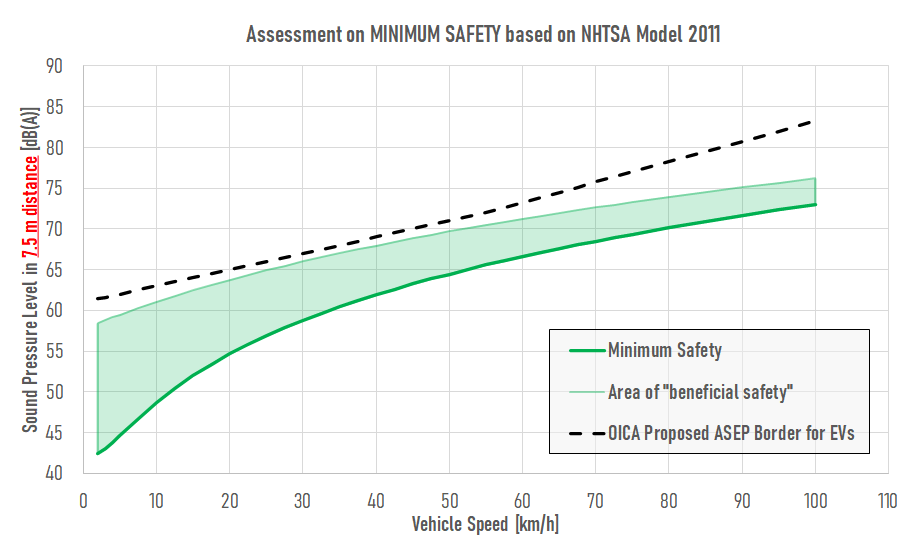 Assessment on MINIMUM SAFETY based on NHTSA Model 2011
Sound Pressure Level in 7.5 m distance [dB(A)]
90
85
80
75
70
65
60
55
50
45
40
Minimum Safety
Area of "beneficial safety"
OICA Proposed ASEP Border for EVs
0 10 20 30 40 50 60 70 80 90 100 110
Vehicle Speed [km/h]